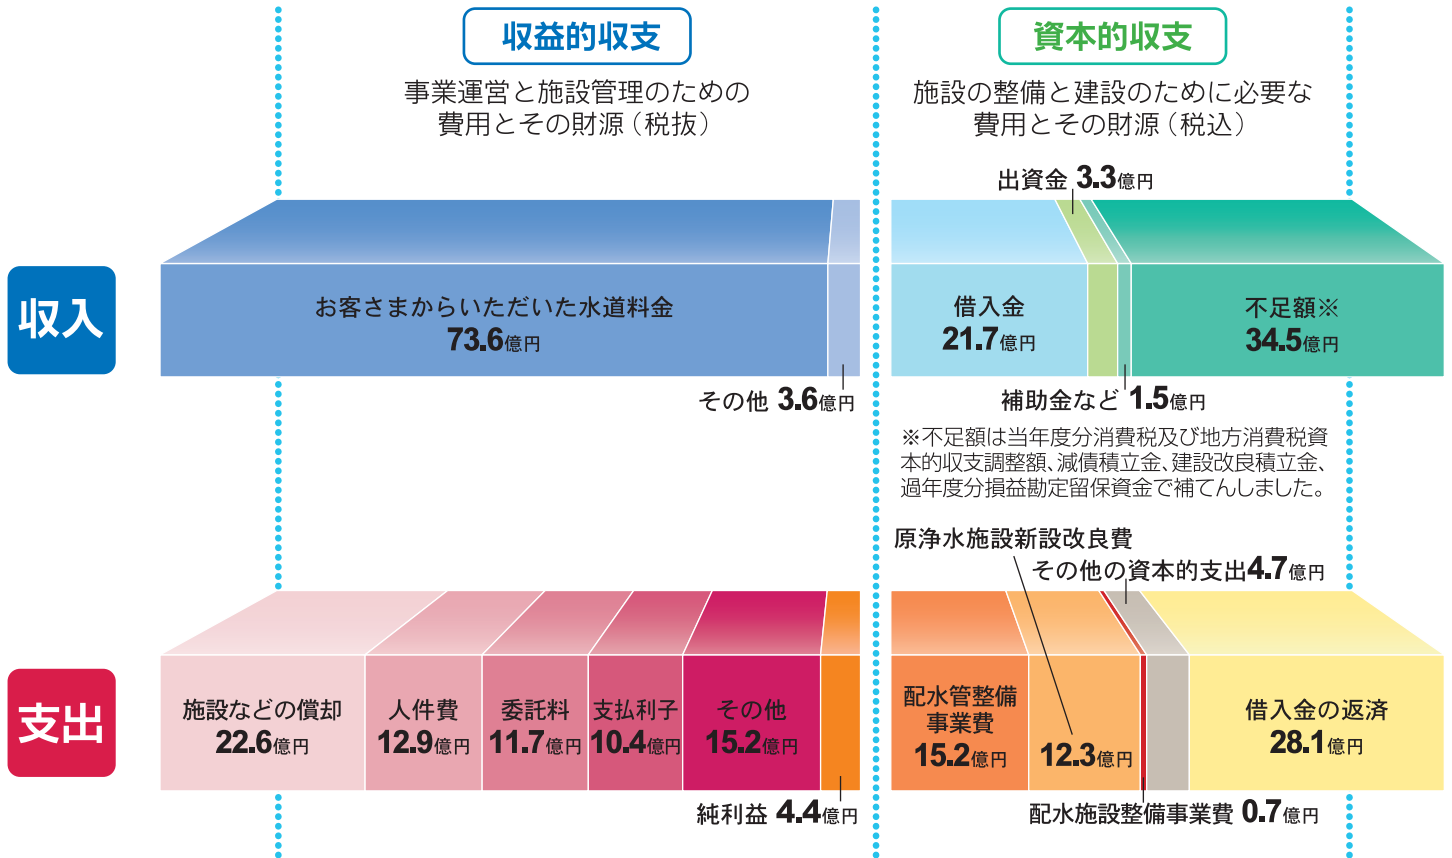 収益的収支
事業運営と施設管理のための
費用とその財源（税抜）
資本的収支
施設の整備と建設のために必要な
費用とその財源（税込）
収入
お客さまからいただいた水道料金
73.6億円
その他 3.6億円
出資金 3.3億円
借入金
21.7億円
補助金など 1.5億円
不足額※
34.5億円
※不足額は当年度分消費税及び地方消費税資
本的収支調整額、減債積立金、建設改良積立金、
過年度分損益勘定留保資金で補てんしました。
支出
施設などの償却
22.6億円
人件費
12.9億円
委託料
11.7億円
支払利子
10.4億円
その他
15.2億円
純利益 4.4億円
原浄水施設新設改良費
その他の資本的支出4.7億円
配水管整備
事業費
15.2億円
12.3億円
配水施設整備事業費 0.7億円
借入金の返済
28.1億円